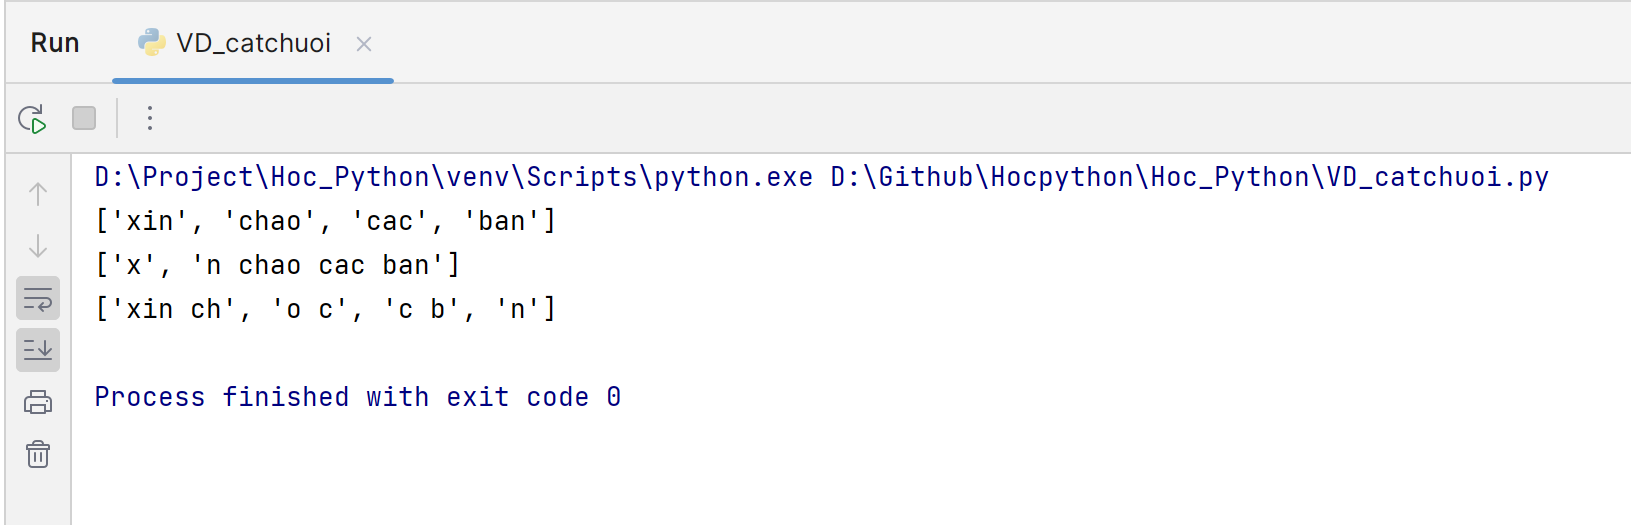 Run VD_catchuoi
D:\Project\Hoc_Python\venv\Scripts\python.exe D:\Github\Hocpython\Hoc_Python\VD_catchuoi.py
['xin', 'chao', 'cac', 'ban']
['x', 'n chao cac ban']
['xin ch', 'o c', 'c b', 'n']
Process finished with exit code 0